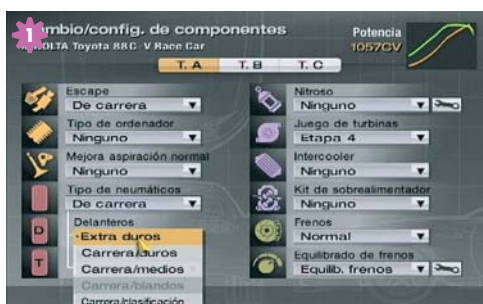 1
mbio/config. de componentes
OLTA Toyota 88C-V Race Car
Potencia
1057CV
T. A
T. B
T. C
Escape
De carrera
Tipo de ordenador
Ninguno
Mejora aspiración normal
Ninguno
Tipo de neumáticos
De carrera
D
Delanteros
Extra duros
Carrera/duros
Carrera/medios
Carrera/blandos
Carrera/clasificación
T
Nitroso
Ninguno
Juego de turbinas
Etapa 4
Intercooler
Ninguno
Kit de sobrealimentador
Ninguno
Frenos
Normal
Equilibrado de frenos
Equilib. frenos